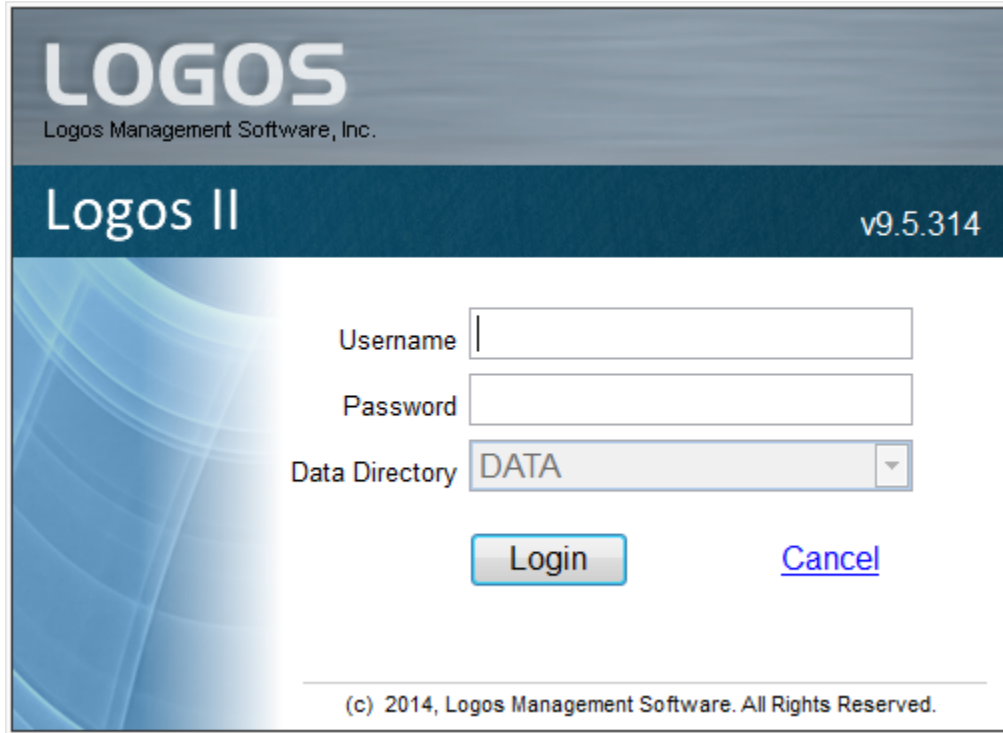 LOGOS
Logos Management Software, Inc.
Logos II v9.5.314
Username
Password
Data Directory DATA
Login Cancel
(c) 2014, Logos Management Software. All Rights Reserved.